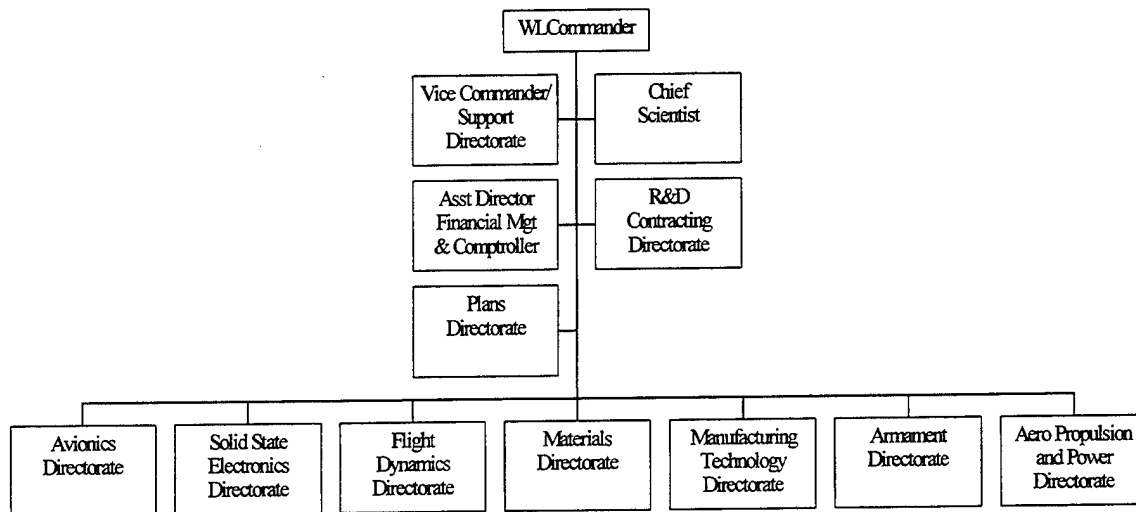 WLCommander
Vice Commander/
Support
Directorate
Chief
Scientist
Asst Director
Financial Mgt
& Comptroller
R&D
Contracting
Directorate
Plans
Directorate
Avionics
Directorate
Solid State
Electronics
Directorate
Flight
Dynamics
Directorate
Materials
Directorate
Manufacturing
Technology
Directorate
Armament
Directorate
Aero Propulsion
and Power
Directorate